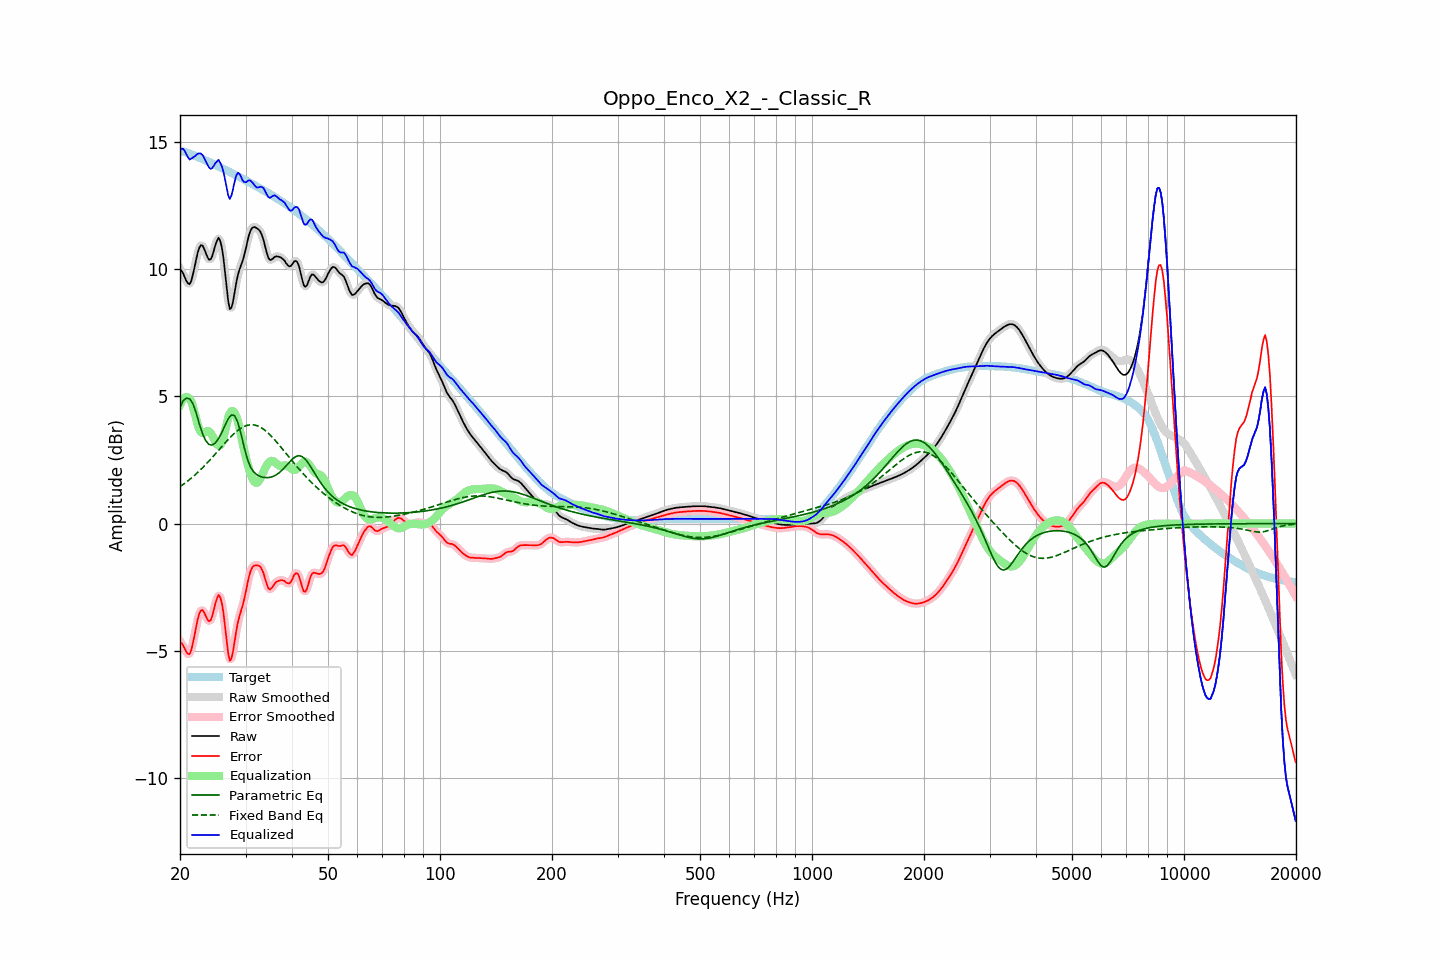 Oppo_Enco_X2_-_Classic_R
Amplitude (dBr)
15
10
5
0
−5
−10
Target
Raw Smoothed
Error Smoothed
Raw
Error
Equalization
Parametric Eq
Fixed Band Eq
Equalized
20 50 100 200 500 1000 2000 5000 10000 20000
Frequency (Hz)